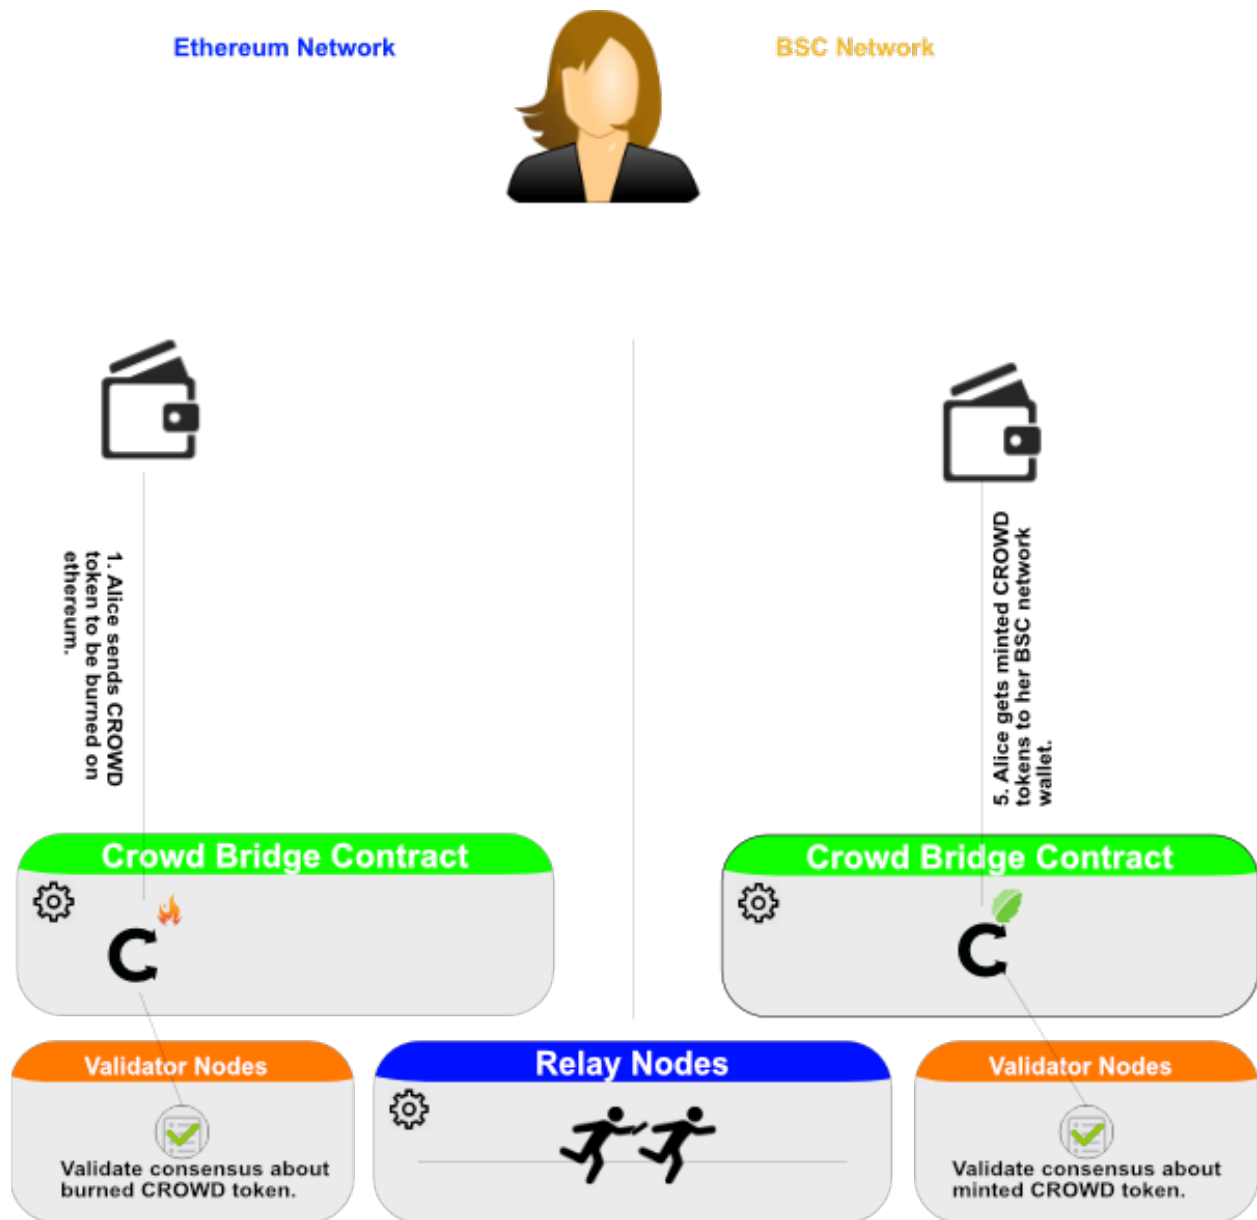 Ethereum Network
BSC Network
1. Alice sends CROWD
token to be burned on
ethereum.
5. Alice gets minted CROWD
tokens to her BSC network
wallet.
Crowd Bridge Contract
Crowd Bridge Contract
Validator Nodes
Validate consensus about
burned CROWD token.
Relay Nodes
Validator Nodes
Validate consensus about
minted CROWD token.